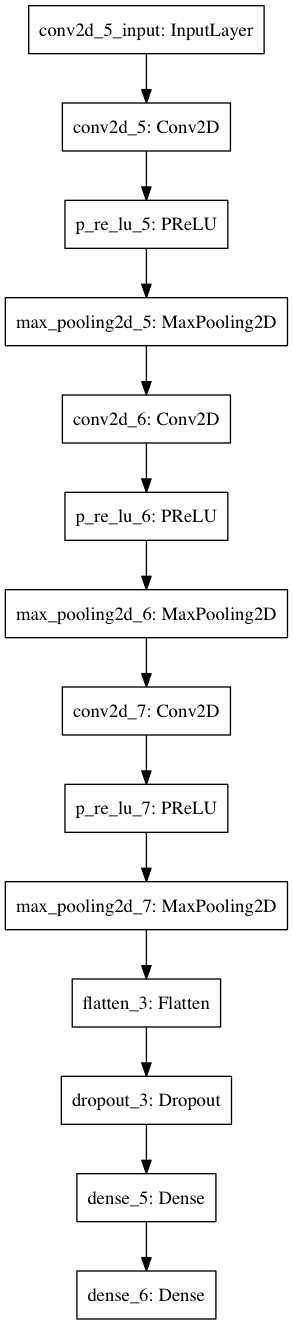 conv2d_5_input: InputLayer
conv2d_5: Conv2D
p_re_lu_5: PReLU
max_pooling2d_5: MaxPooling2D
conv2d_6: Conv2D
p_re_lu_6: PReLU
max_pooling2d_6: MaxPooling2D
conv2d_7: Conv2D
p_re_lu_7: PReLU
max_pooling2d_7: MaxPooling2D
flatten_3: Flatten
dropout_3: Dropout
dense_5: Dense
dense_6: Dense